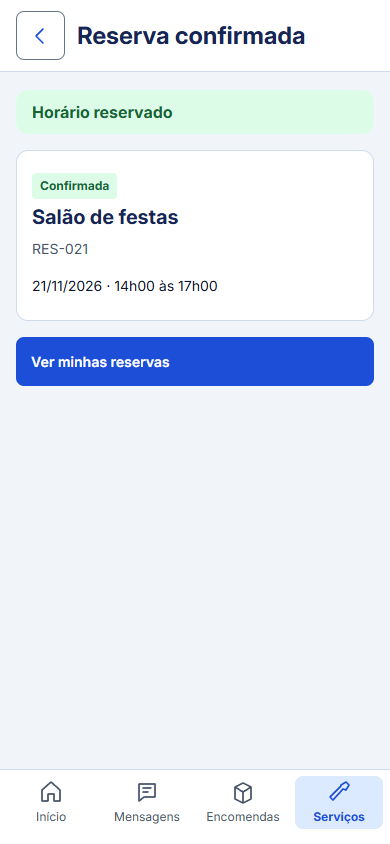 Reserva confirmada
Horário reservado
Confirmada
Salão de festas
RES-021
21/11/2026 · 14h00 às 17h00
Ver minhas reservas
Início
Mensagens
Encomendas
Serviços